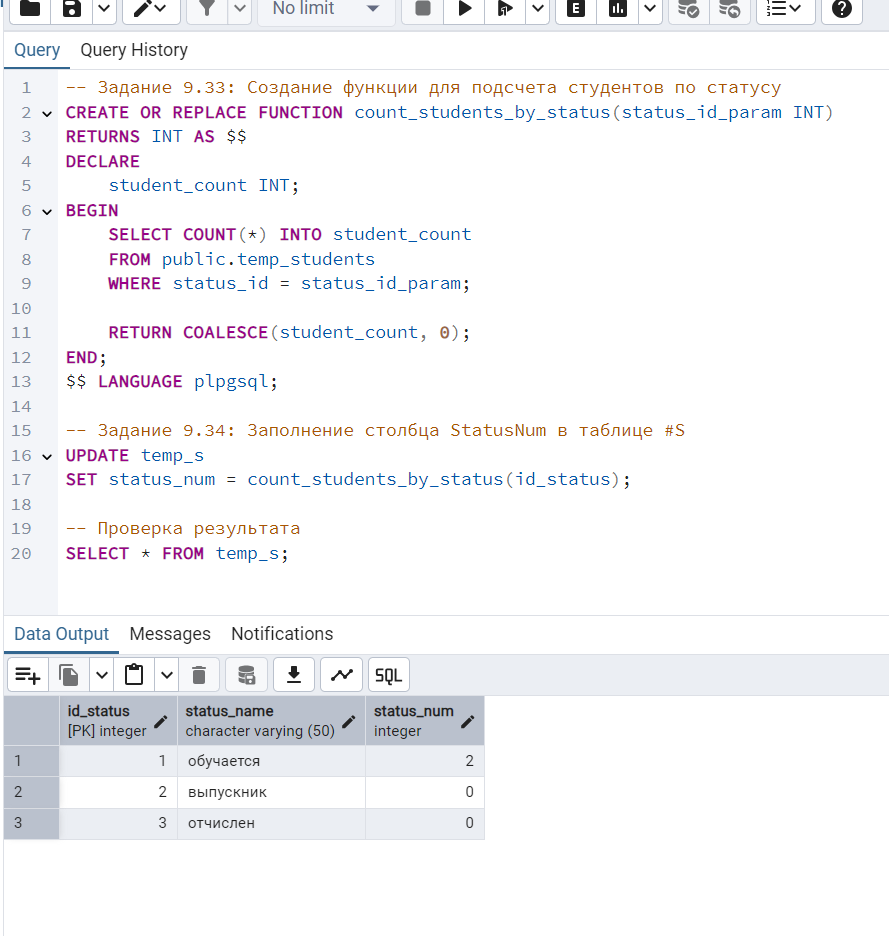 No limit
E
Query Query History
1 -- Задание 9.33: Создание функции для подсчета студентов по статусу
2 CREATE OR REPLACE FUNCTION count_students_by_status(status_id_param INT)
3 RETURNS INT AS $$
4 DECLARE
5 student_count INT;
6 BEGIN
7 SELECT COUNT(*) INTO student_count
8 FROM public.temp_students
9 WHERE status_id = status_id_param;
10
11 RETURN COALESCE(student_count, 0);
12 END;
13 $$ LANGUAGE plpgsql;
14
15 -- Задание 9.34: Заполнение столбца StatusNum в таблице #S
16 UPDATE temp_s
17 SET status_num = count_students_by_status(id_status);
18
19 -- Проверка результата
20 SELECT * FROM temp_s;
Data Output Messages Notifications
SQL
id_status status_name status_num
[PK] integer character varying (50) integer
1 1 обучается 2
2 2 выпускник 0
3 3 отчислен 0